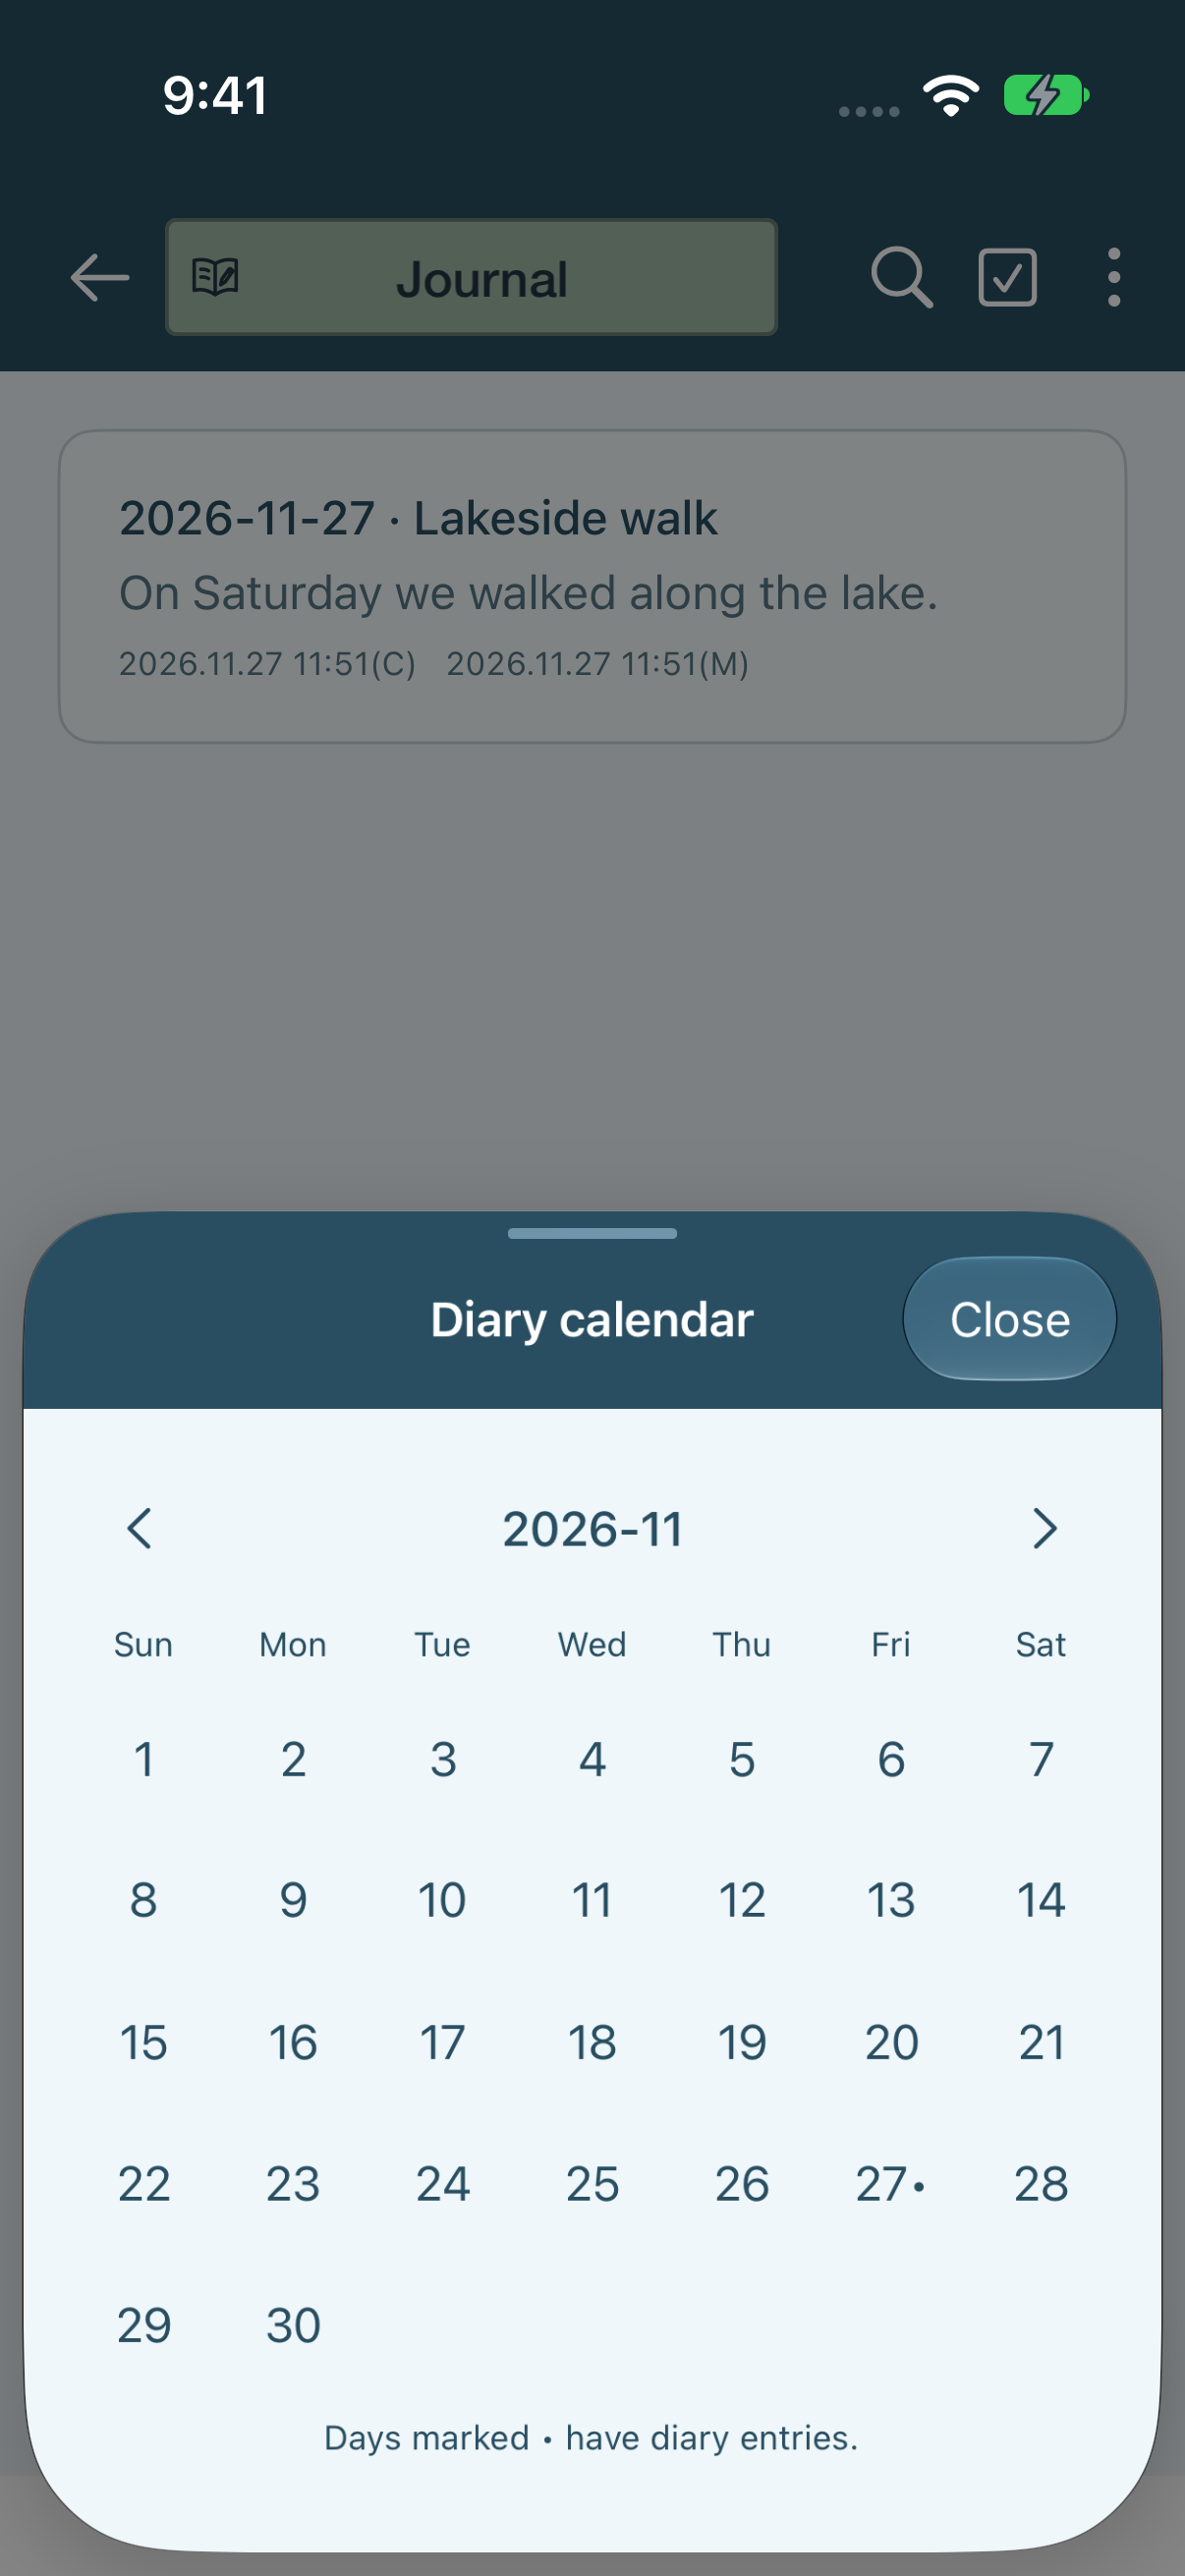 9:41
Journal
2026-11-27 · Lakeside walk
On Saturday we walked along the lake.
2026.11.27 11:51(C) 2026.11.27 11:51(M)
Diary calendar
Close
2026-11
Sun Mon Tue Wed Thu Fri Sat
1 2 3 4 5 6 7
8 9 10 11 12 13 14
15 16 17 18 19 20 21
22 23 24 25 26 27• 28
29 30
Days marked • have diary entries.